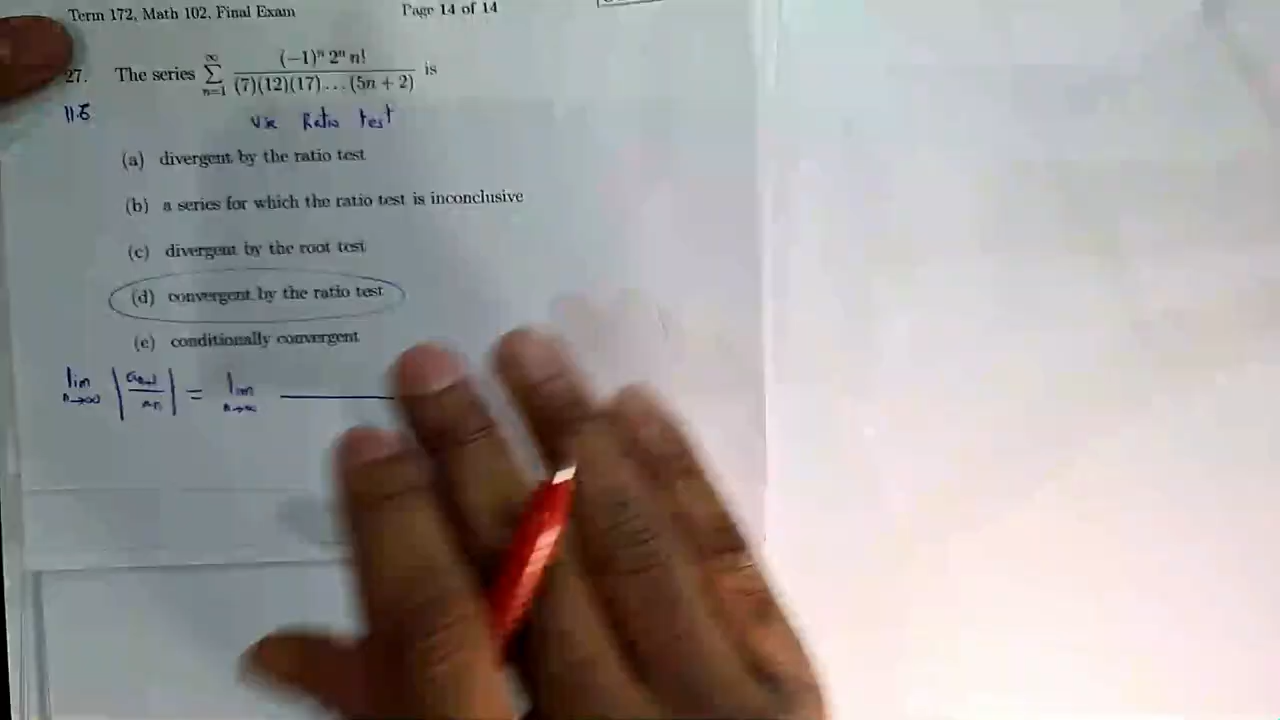 Term 172, Math 102, Final Exam Page 14 of 14
27. The series ∑_{n=1}^{∞} \frac{(-1)^n 2^n n!}{(7)(12)(17)...(5n + 2)} is
Ratio test
(a) divergent by the ratio test
(b) a series for which the ratio test is inconclusive
(c) divergent by the root test
(d) convergent by the ratio test
(e) conditionally convergent
lim_{n→∞} |\frac{a_{n+1}}{a_n}| = lim_{n→∞}